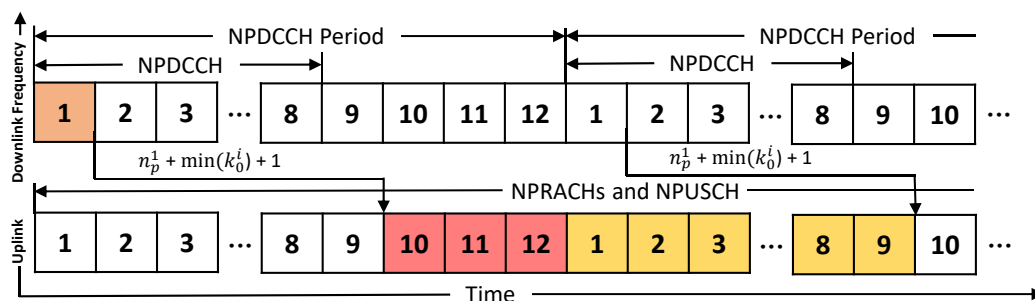 NPDCCH Period NPDCCH Period
NPDCCH NPDCCH
Downlink Frequency
1 2 3 ... 8 9 10 11 12 1 2 3 ... 8 9 10 ...
n_p^1 + min(k_0^i) + 1 n_p^1 + min(k_0^i) + 1
NPRACHs and NPUSCH
Uplink
1 2 3 ... 8 9 10 11 12 1 2 3 ... 8 9 10 ...
Time